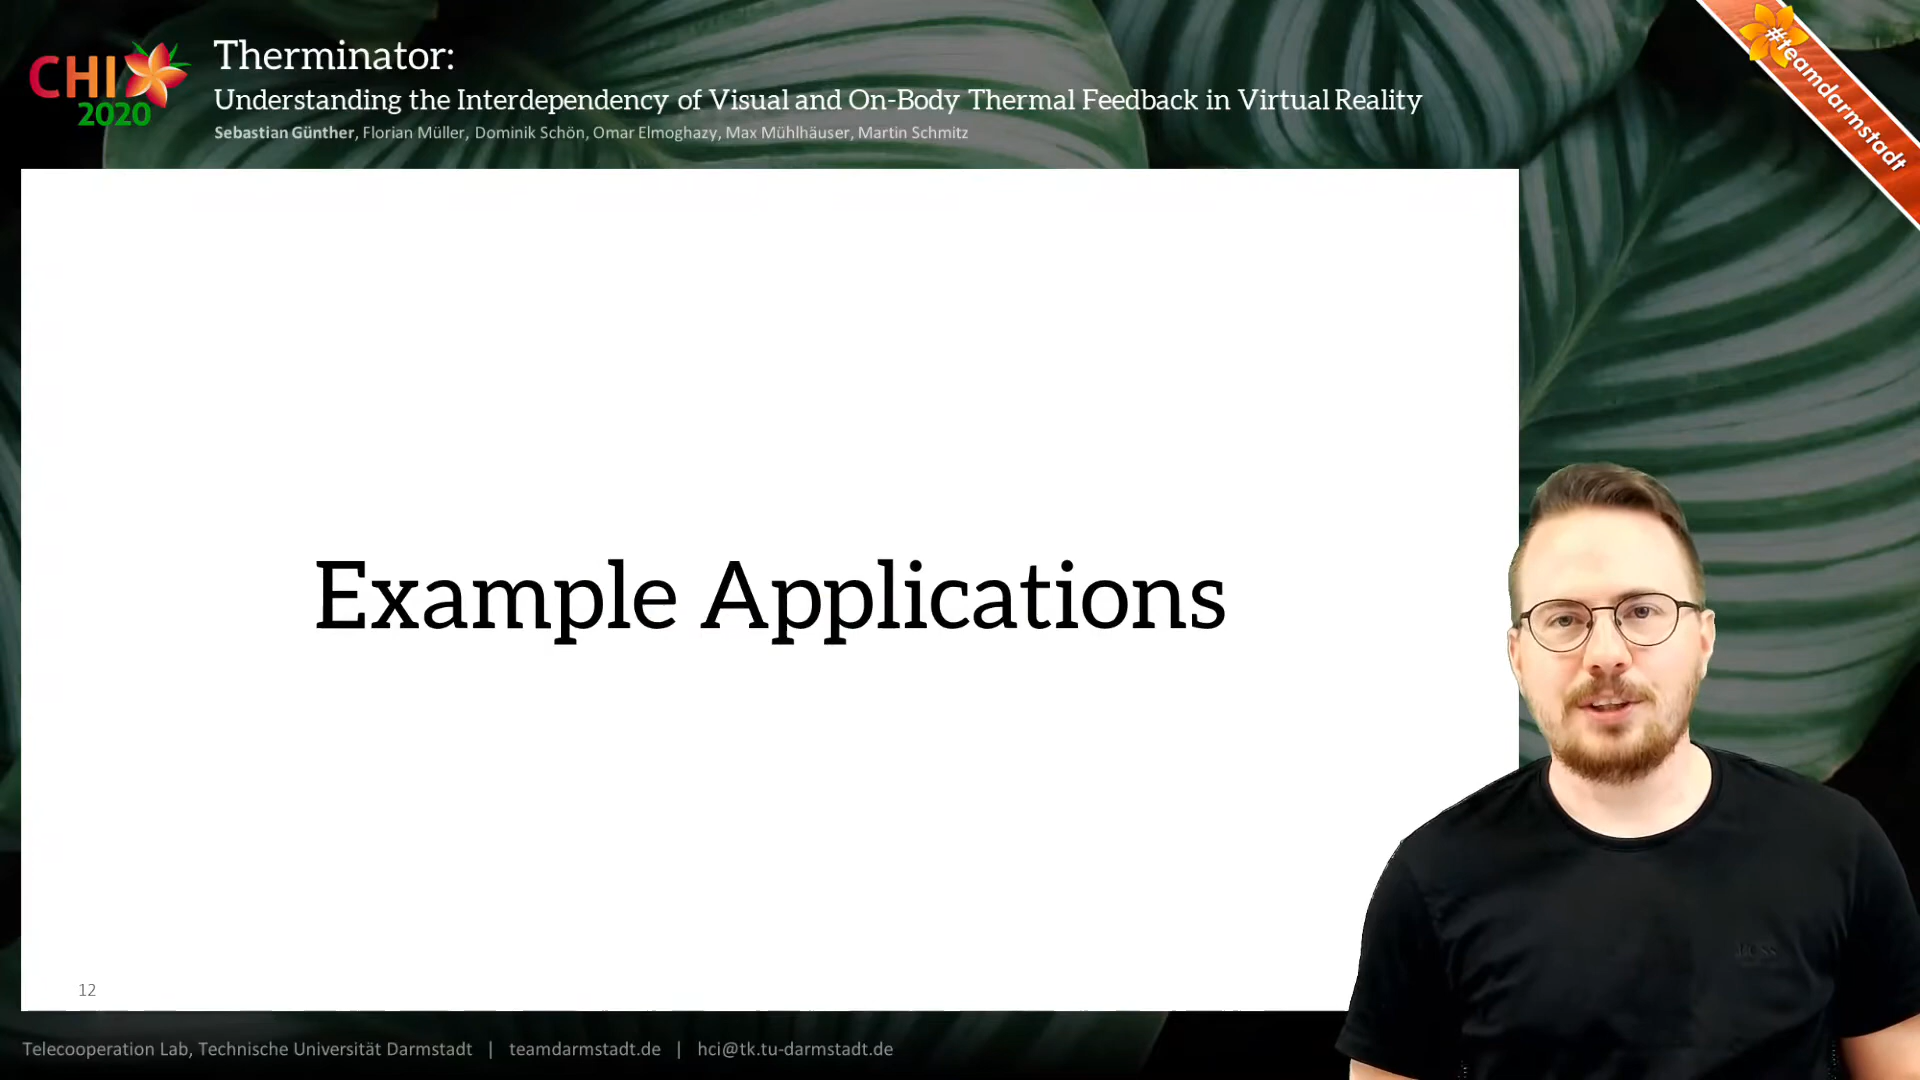 CHI
2020
Therminator:
Understanding the Interdependency of Visual and On-Body Thermal Feedback in Virtual Reality
Sebastian Günther, Florian Müller, Dominik Schön, Omar Elmoghazy, Max Mühlhäuser, Martin Schmitz
#teamdarmstadt
Example Applications
12
Telecooperation Lab, Technische Universität Darmstadt | teamdarmstadt.de | hci@tk.tu-darmstadt.de